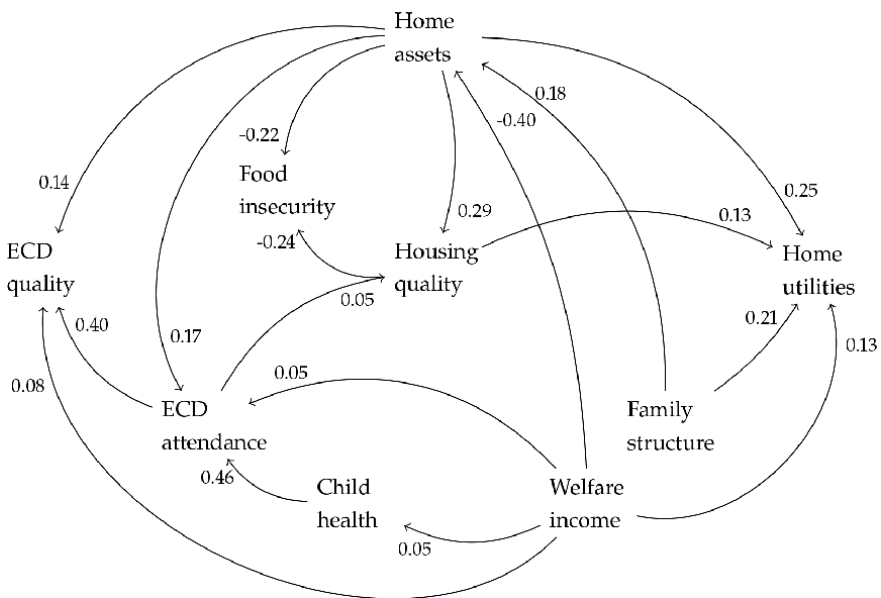 Home
assets
0.18
-0.40
-0.22
Food
insecurity
0.14
0.25
0.29
0.13
-0.24
ECD
quality
Housing
quality
Home
utilities
0.05
0.40
0.17
0.21
0.13
0.08
0.05
ECD
attendance
Family
structure
0.46
Child
health
Welfare
income
0.05